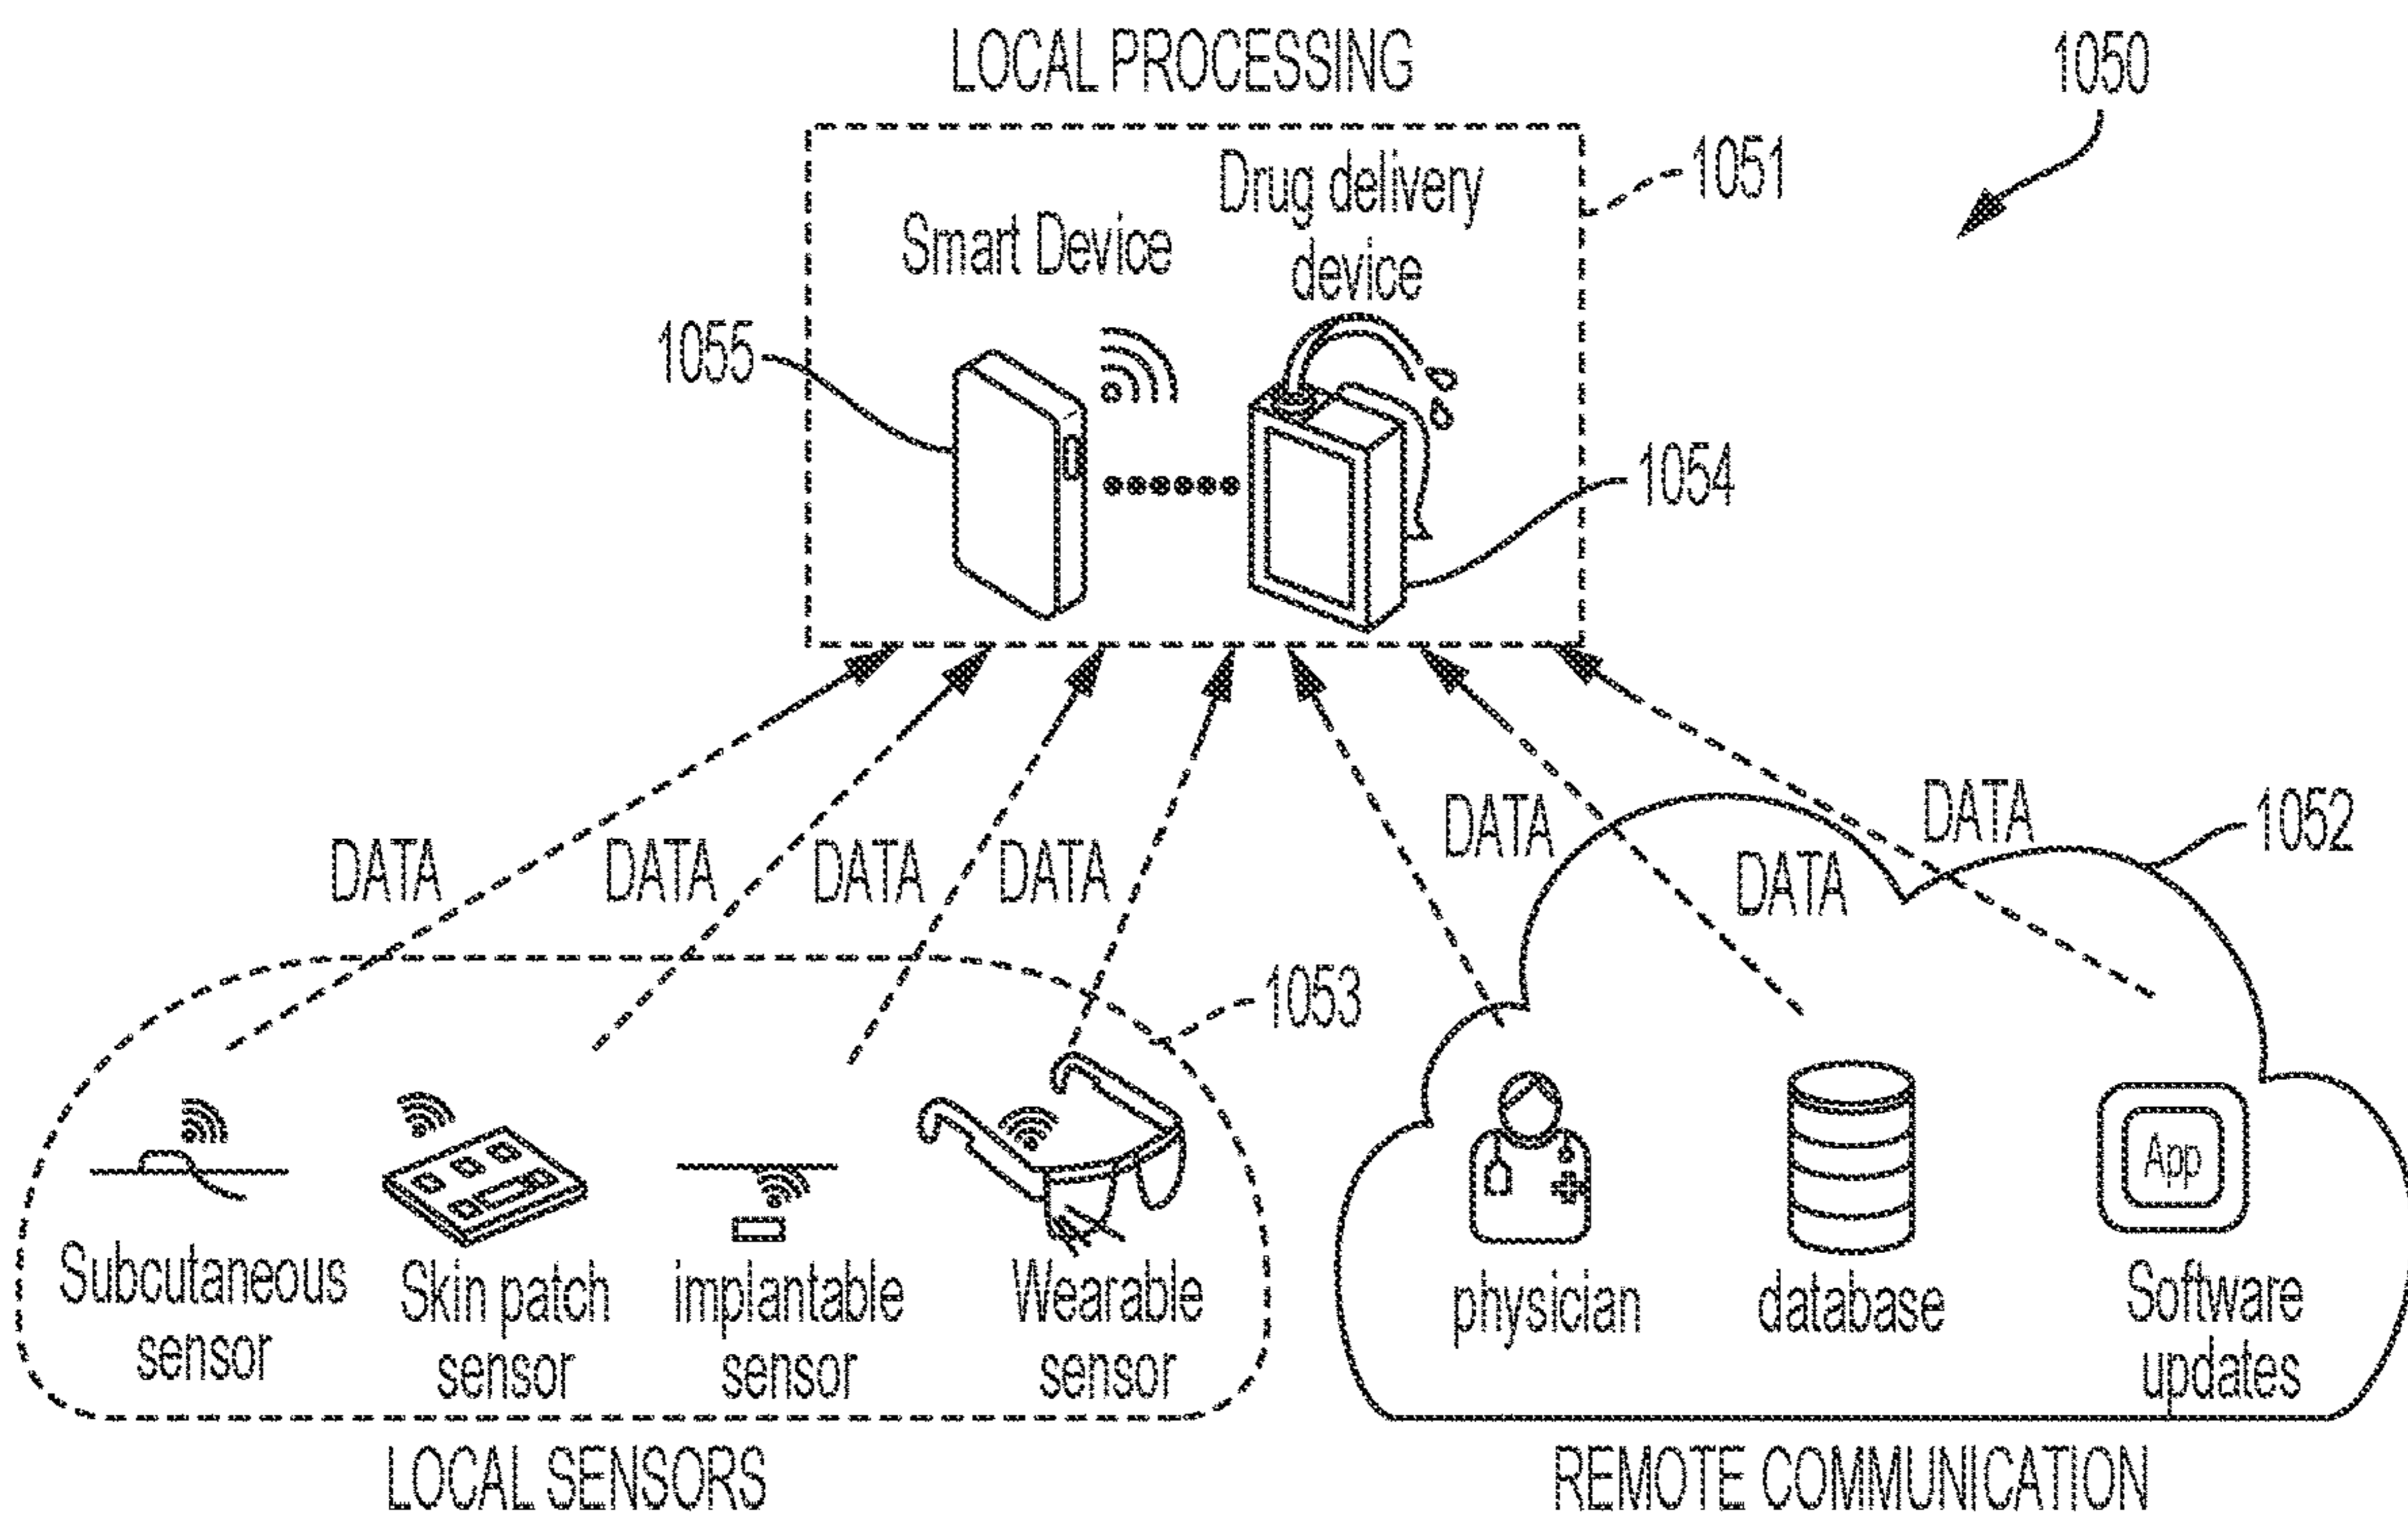 LOCAL PROCESSING
1050
1051
Drug delivery
device
Smart Device
1055
1054
DATA
DATA
DATA
DATA
DATA
DATA
DATA
1052
1053
App
Subcutaneous
sensor
Skin patch
sensor
implantable
sensor
Wearable
sensor
physician
database
Software
updates
LOCAL SENSORS
REMOTE COMMUNICATION